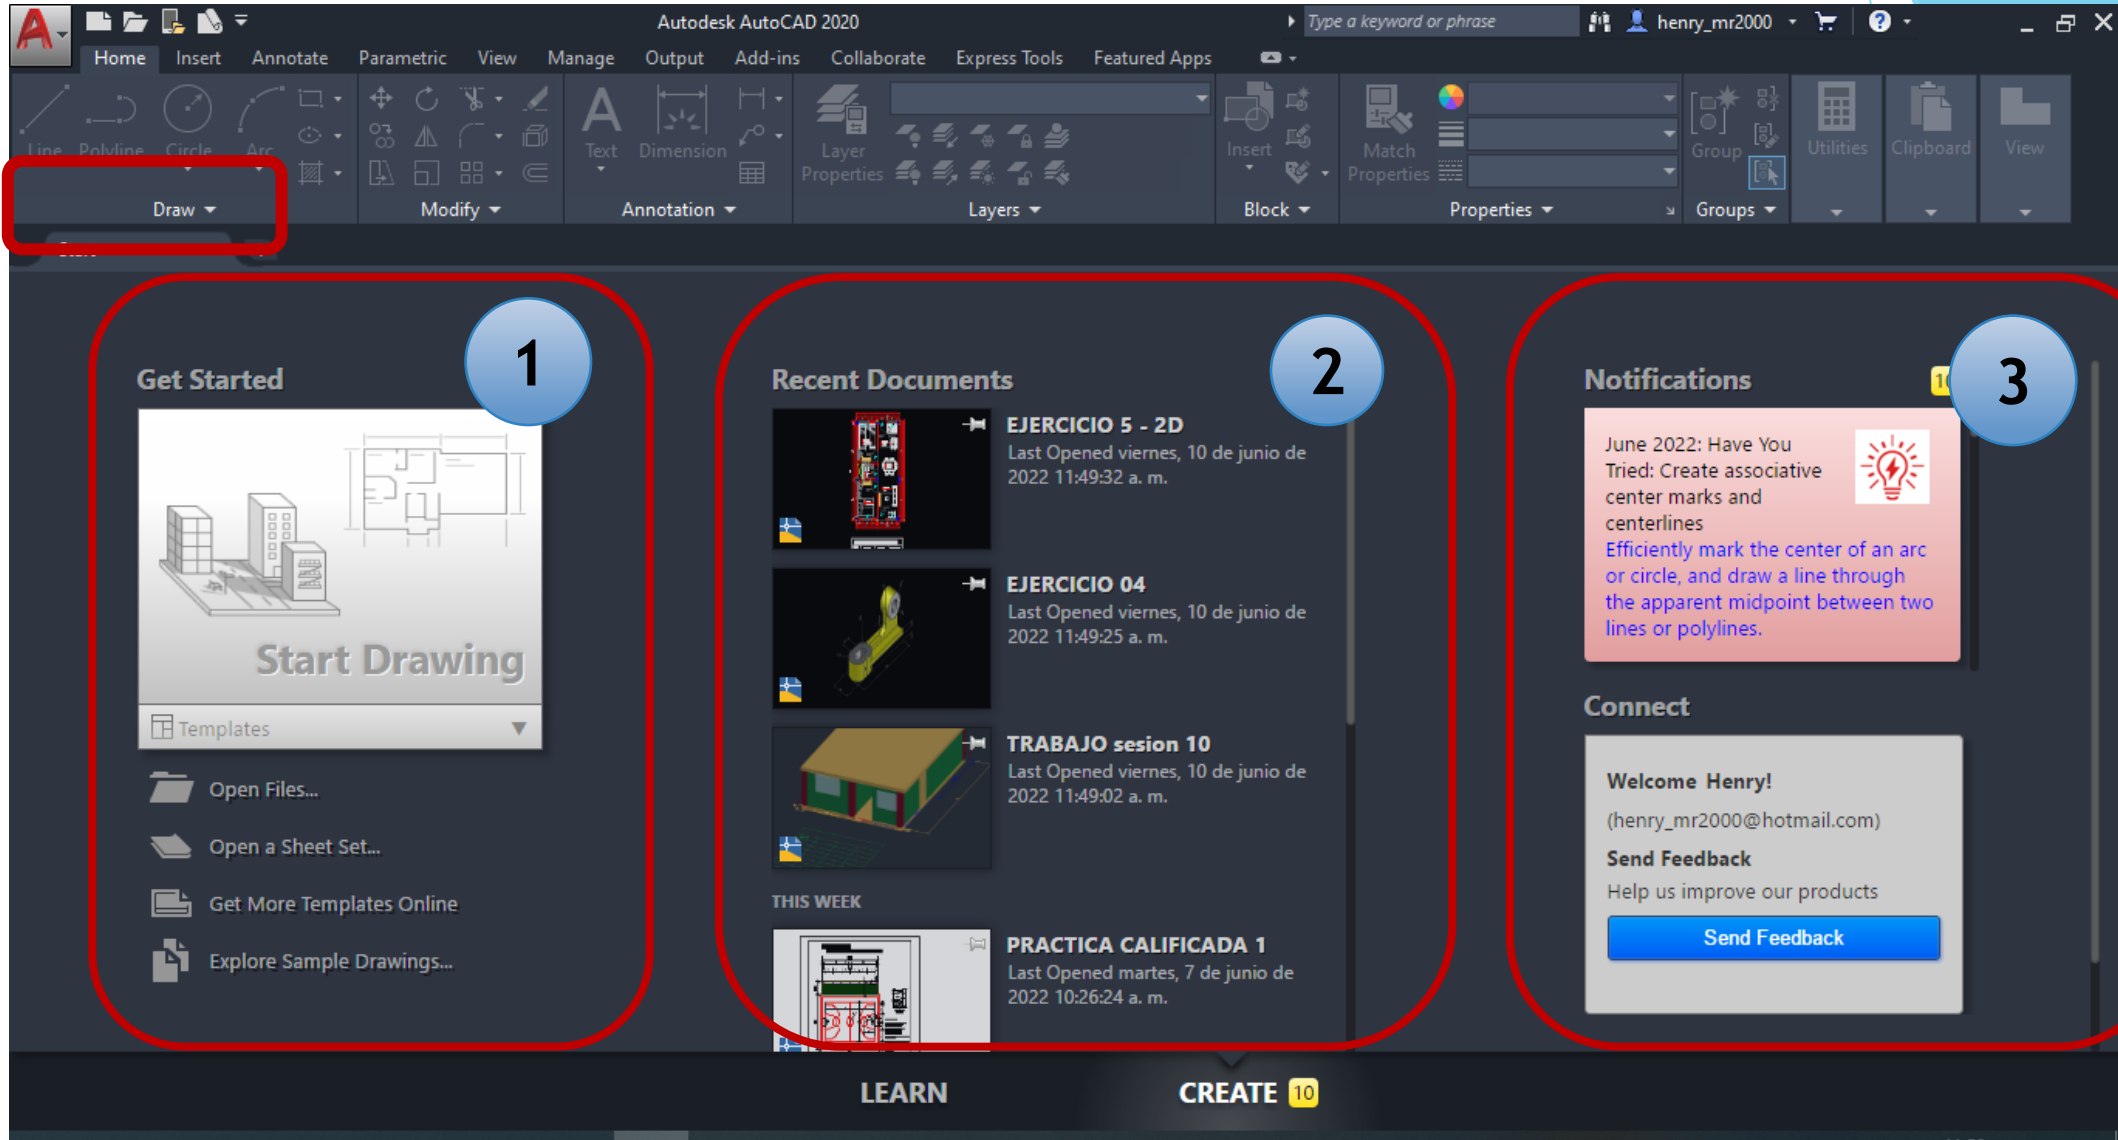 Autodesk AutoCAD 2020
Type a keyword or phrase
henry_mr2000
Home Insert Annotate Parametric View Manage Output Add-ins Collaborate Express Tools Featured Apps
Line Polyline Circle Arc
Text Dimension
Layer Properties
Insert
Match Properties
Group
Utilities Clipboard View
Draw Modify Annotation Layers Block Properties Groups
1
Get Started
Start Drawing
Templates
Open Files...
Open a Sheet Set...
Get More Templates Online
Explore Sample Drawings...
2
Recent Documents
EJERCICIO 5 - 2D
Last Opened viernes, 10 de junio de
2022 11:49:32 a. m.
EJERCICIO 04
Last Opened viernes, 10 de junio de
2022 11:49:25 a. m.
TRABAJO sesion 10
Last Opened viernes, 10 de junio de
2022 11:49:02 a. m.
THIS WEEK
PRACTICA CALIFICADA 1
Last Opened martes, 7 de junio de
2022 10:26:24 a. m.
3
Notifications
June 2022: Have You
Tried: Create associative
center marks and
centerlines
Efficiently mark the center of an arc
or circle, and draw a line through
the apparent midpoint between two
lines or polylines.
Connect
Welcome Henry!
(henry_mr2000@hotmail.com)
Send Feedback
Help us improve our products
Send Feedback
LEARN
CREATE 10